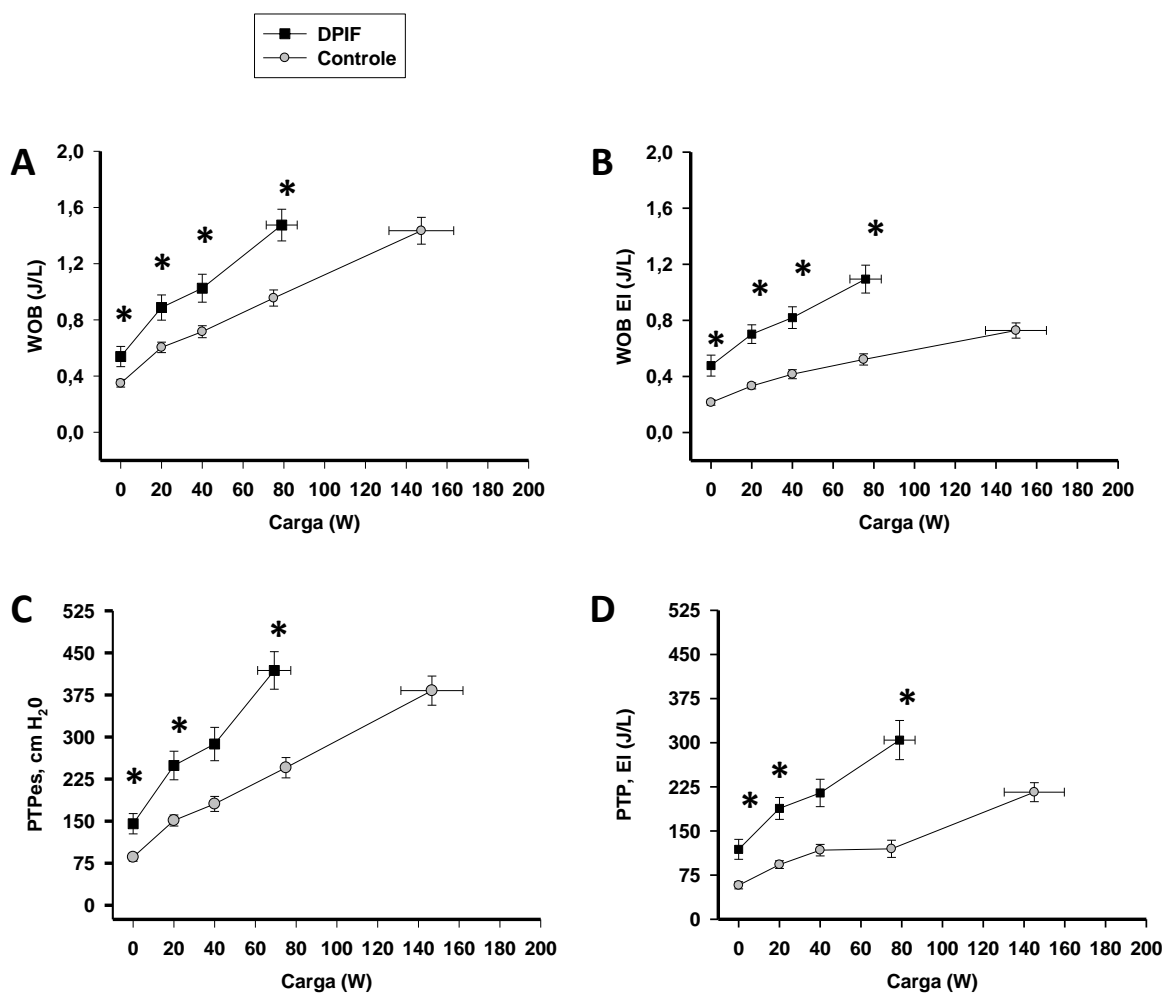 DPIF
Controle
A
2,0
1,6
1,2
0,8
0,4
0,0
WOB (J/L)
* * * *
0 20 40 60 80 100 120 140 160 180 200
Carga (W)
B
2,0
1,6
1,2
0,8
0,4
0,0
WOB EI (J/L)
* * * *
0 20 40 60 80 100 120 140 160 180 200
Carga (W)
C
525
450
375
300
225
150
75
0
PTPes, cm H₂0
* * *
0 20 40 60 80 100 120 140 160 180 200
Carga (W)
D
525
450
375
300
225
150
75
0
PTP, EI (J/L)
* * *
0 20 40 60 80 100 120 140 160 180 200
Carga (W)